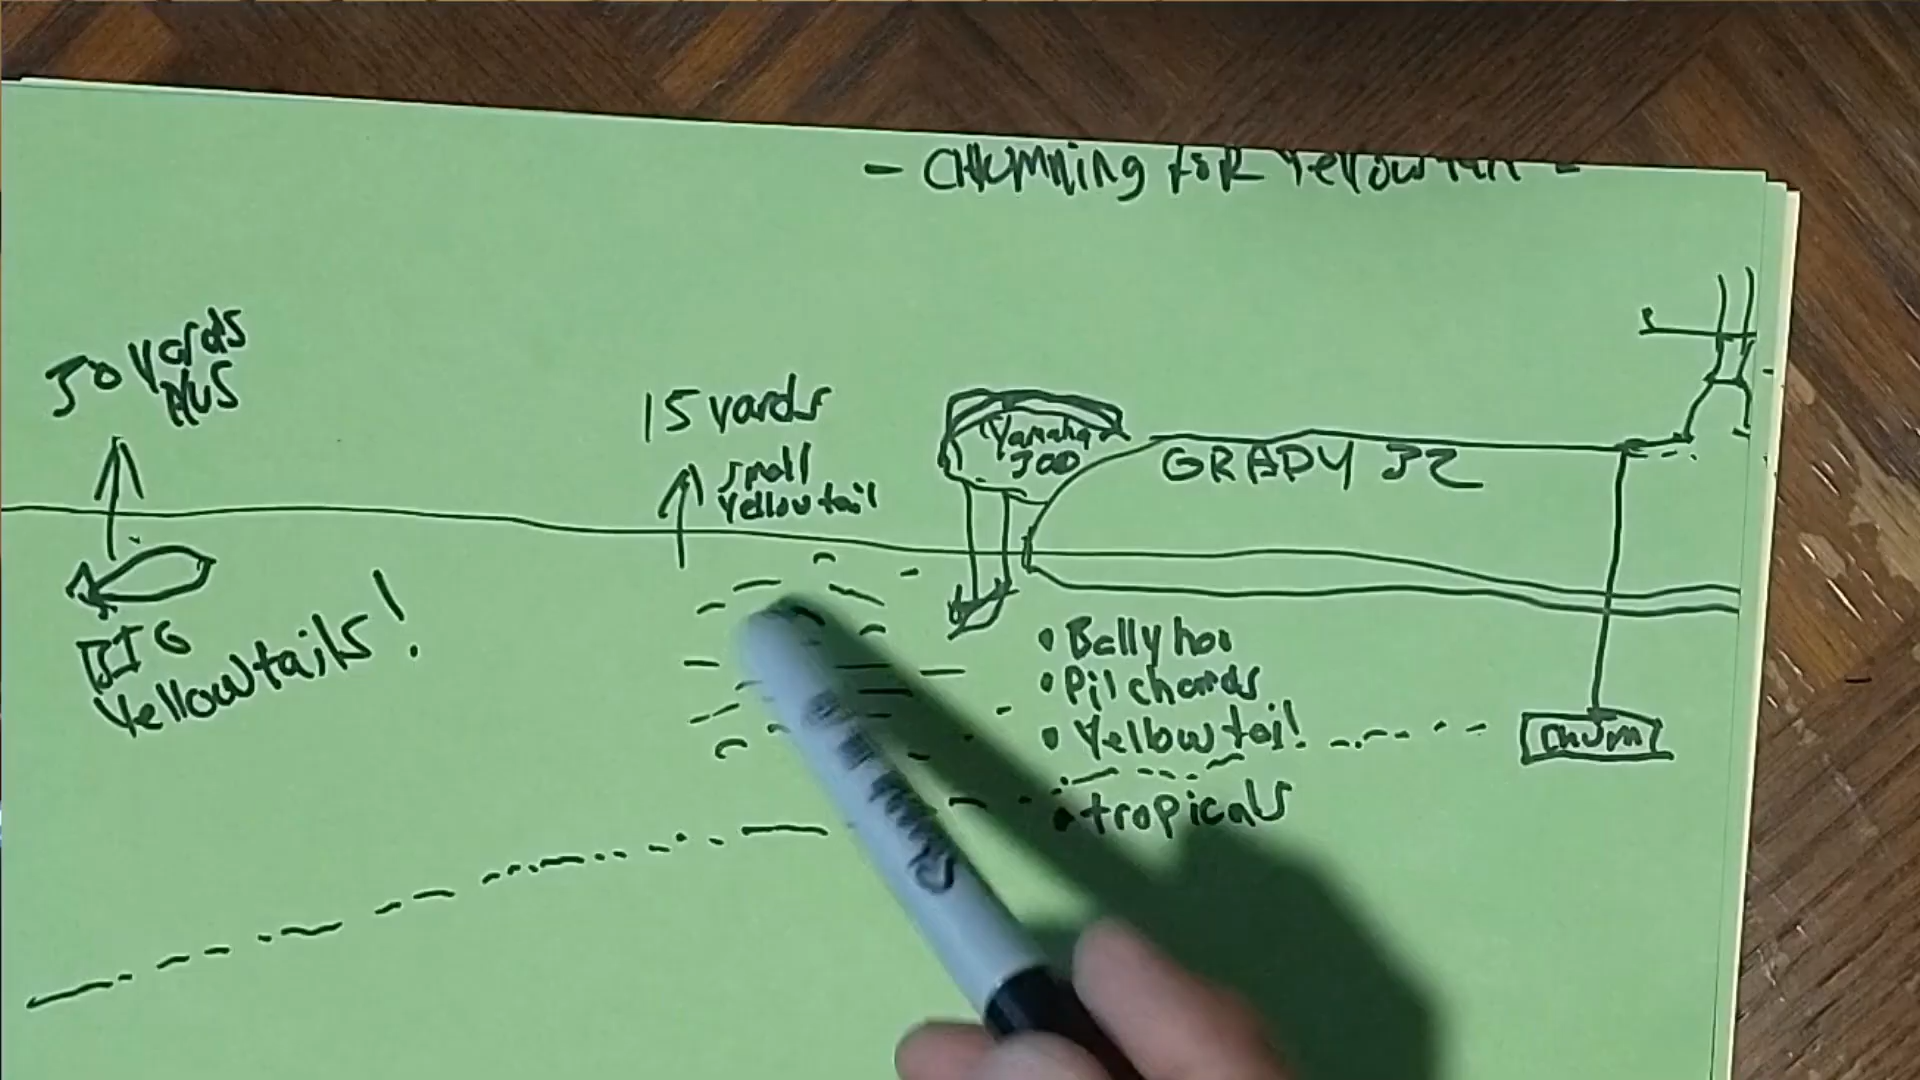 - CHUMMING FOR Yellowtail -
30 yards
Plus
15 yards
small
Yellowtail
Yamaha
300
GRADY 32
BIG
Yellowtails!
• Ballyhoo
• Pilchards
• Yellowtail
• tropicals
Chum